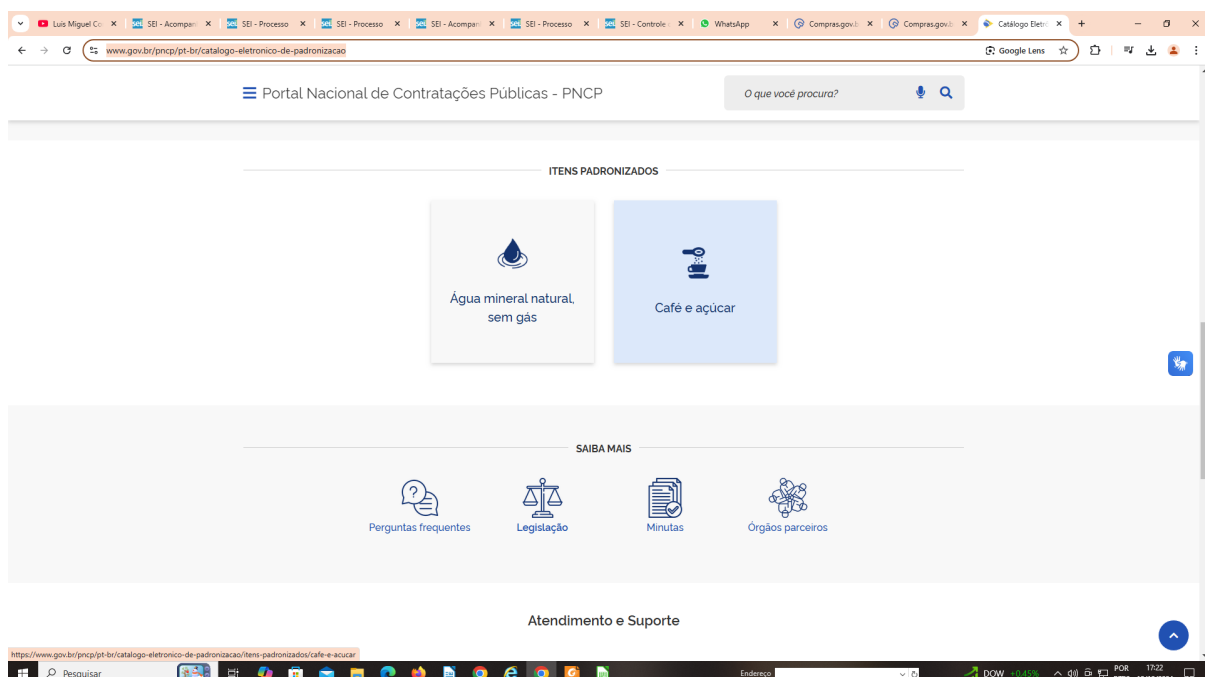 Luis Miguel Co
SEI - Acompan
SEI - Processo
SEI - Processo
SEI - Acompan
SEI - Processo
SEI - Controle
WhatsApp
Compras.gov.b
Compras.gov.b
Catálogo Eletrô
www.gov.br/pncp/pt-br/catalogo-eletronico-de-padronizacao
Google Lens
Portal Nacional de Contratações Públicas - PNCP
O que você procura?
ITENS PADRONIZADOS
Água mineral natural,
sem gás
Café e açúcar
SAIBA MAIS
Perguntas frequentes
Legislação
Minutas
Órgãos parceiros
Atendimento e Suporte
https://www.gov.br/pncp/pt-br/catalogo-eletronico-de-padronizacao/itens-padronizados/cafe-e-acucar
Pesquisar
Endereço
DOW +0,45%
POR
17:22